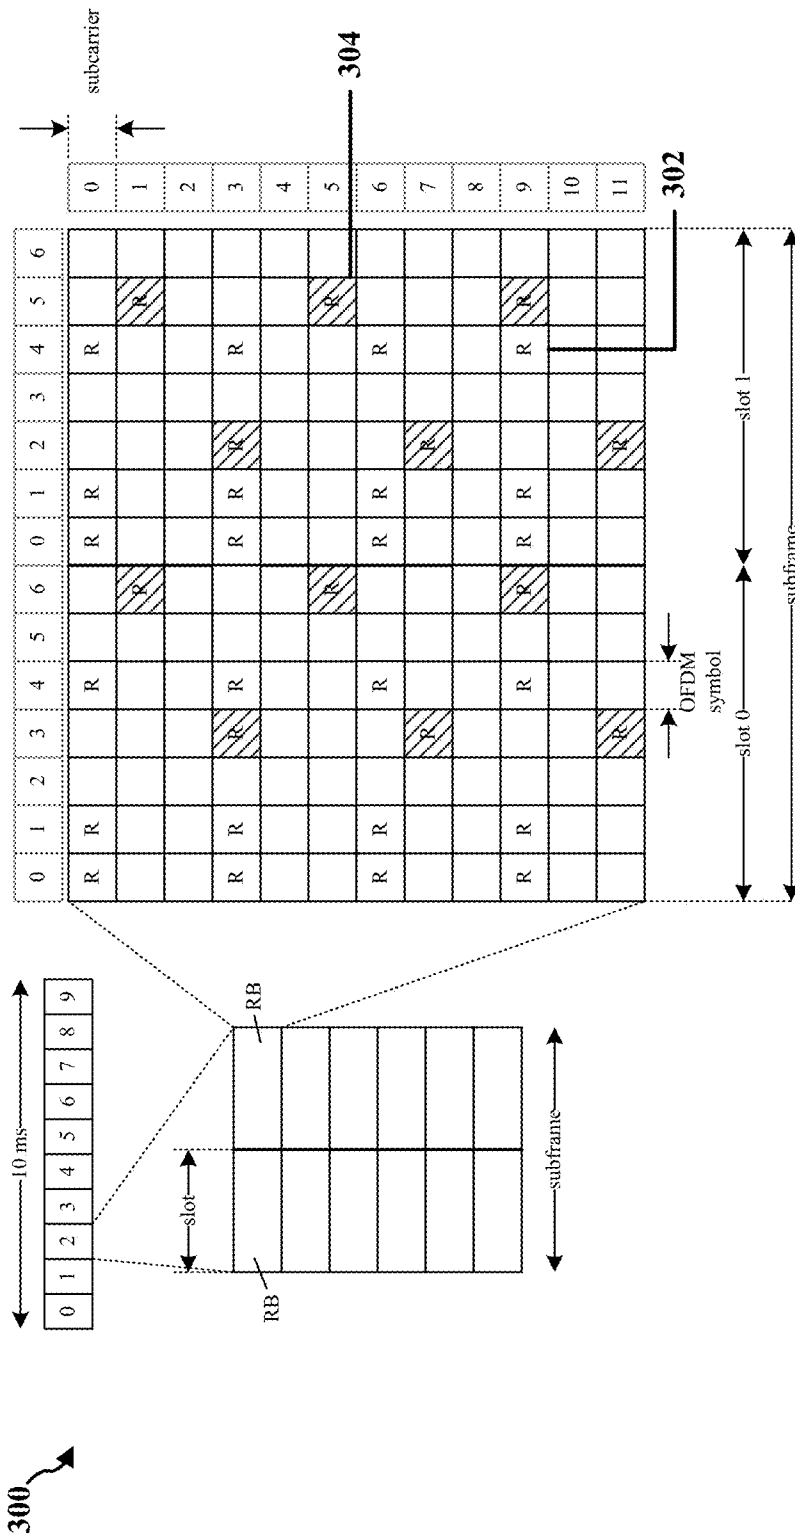 300
10 ms
0 1 2 3 4 5 6 7 8 9
slot
RB
RB
subframe
0 1 2 3 4 5 6 0 1 2 3 4 5 6
subcarrier
R R R R R R 0
R R 1
2
R R R R R R R R 3
4
R R 5
304
R R R R R R 6
R R 7
8
R R R R R R R R 9
10
R R 11
302
OFDM
symbol
slot 0
slot 1
subframe